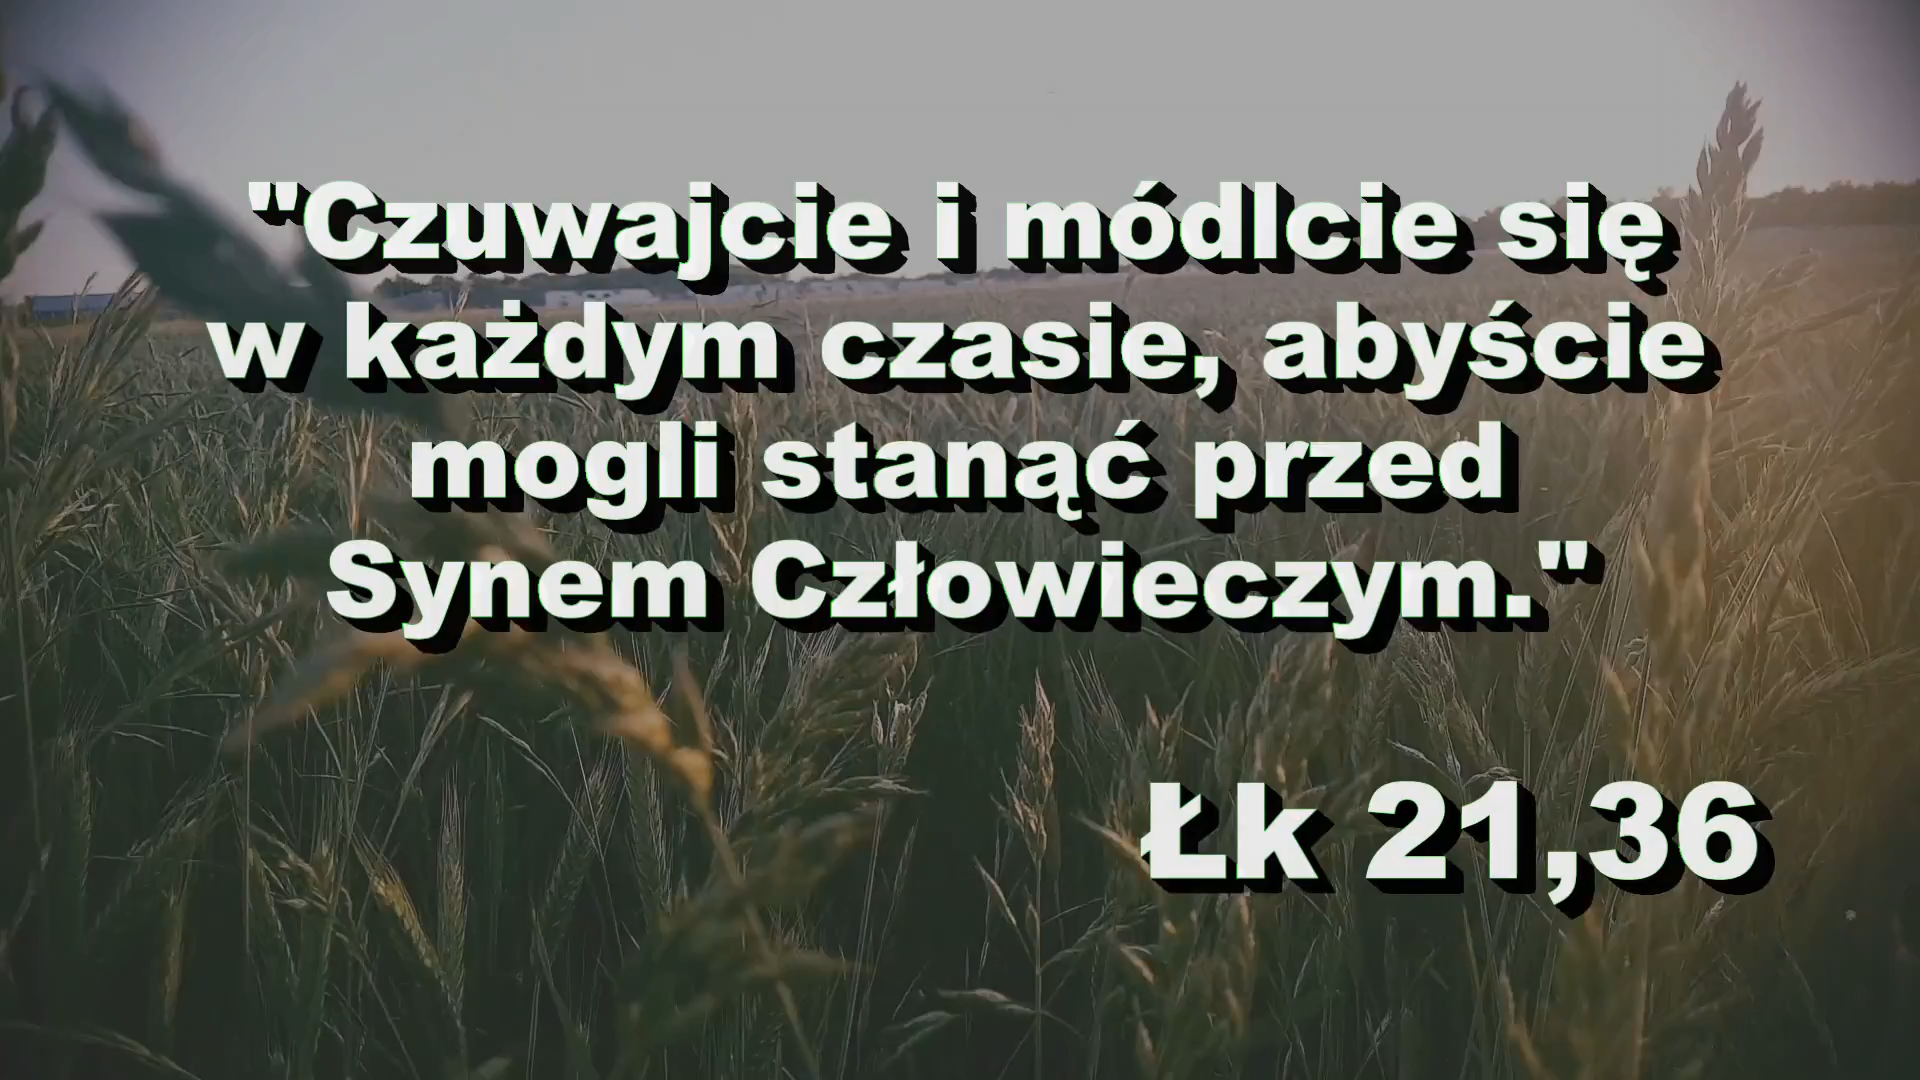 "Czuwajcie i módlcie się
w każdym czasie, abyście
mogli stanąć przed
Synem Człowieczym."
Łk 21,36